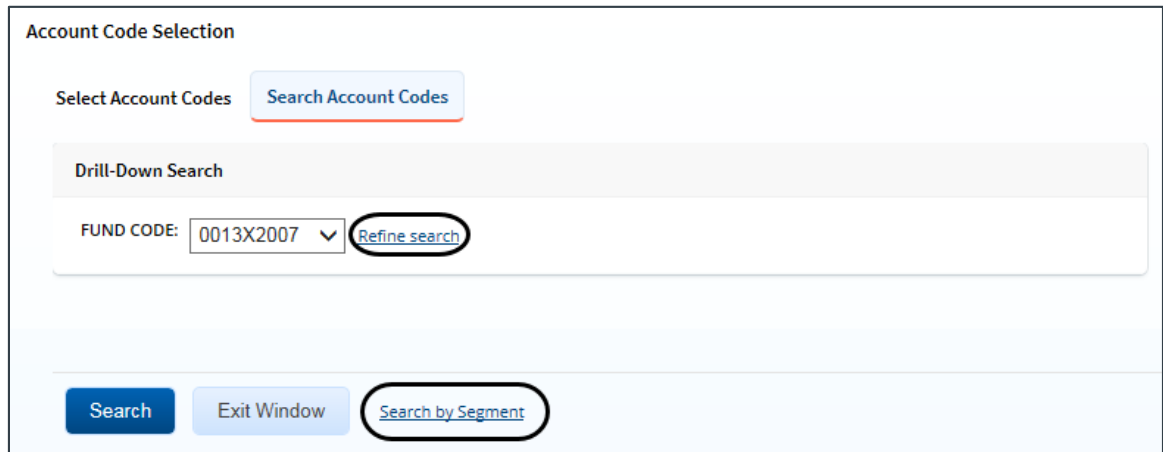 Account Code Selection
Select Account Codes Search Account Codes
Drill-Down Search
FUND CODE: 0013X2007 Refine search
Search Exit Window Search by Segment